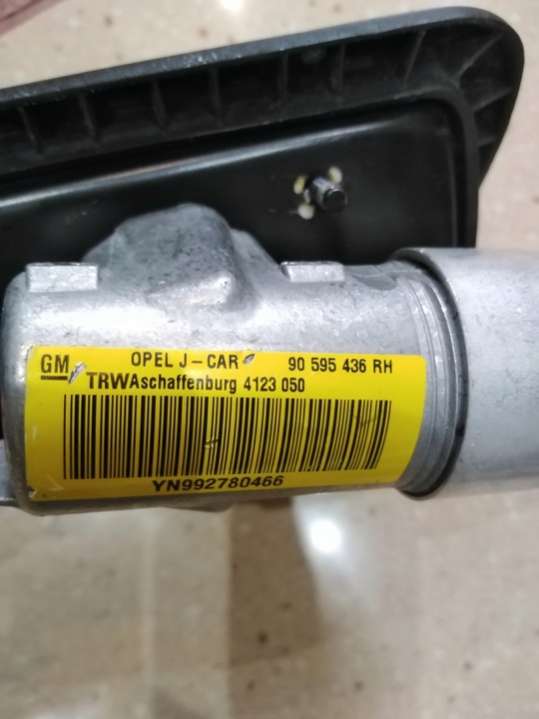 GM OPEL J-CAR 90 595 436 RH
TRWAschaffenburg 4123 050
YN992780466